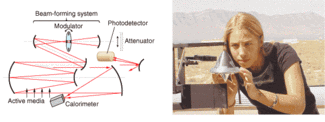 Beam-forming system
Modulator
Photodetector
Attenuator
Active media
Calorimeter